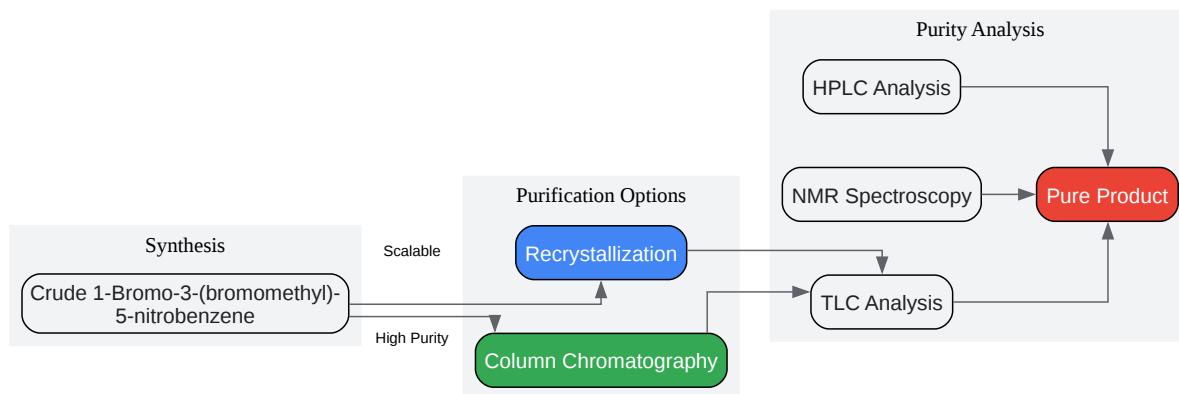 Synthesis
Crude 1-Bromo-3-(bromomethyl)-
5-nitrobenzene
Scalable
High Purity
Purification Options
Recrystallization
Column Chromatography
Purity Analysis
HPLC Analysis
NMR Spectroscopy
TLC Analysis
Pure Product